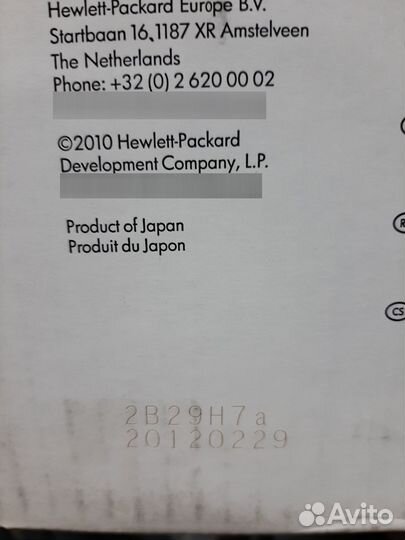 Hewlett-Packard Europe B.V.
Startbaan 16,1187 XR Amstelveen
The Netherlands
Phone: +32 (0) 2 620 00 02
©2010 Hewlett-Packard
Development Company, L.P.
Product of Japan
Produit du Japon
CS
2B29H7a
20120229
Avito